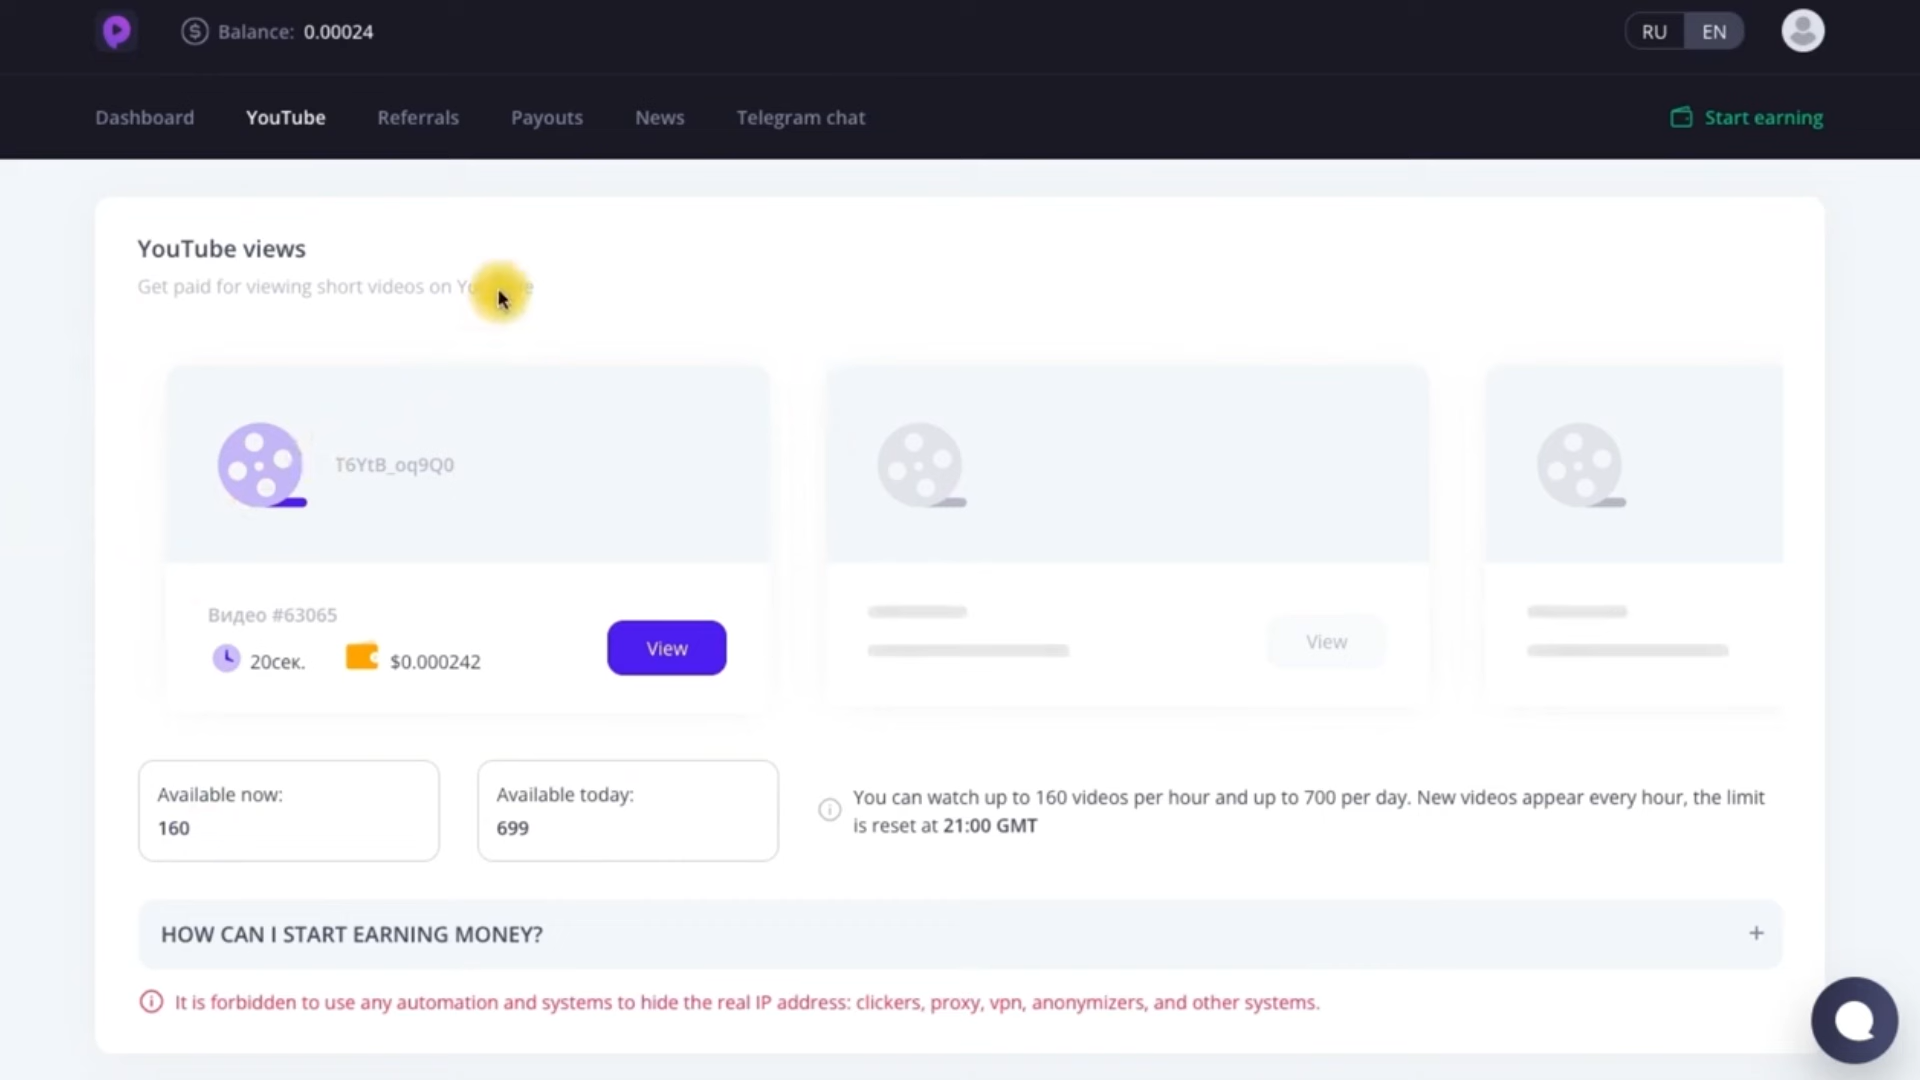 Balance: 0.00024
RU EN
Dashboard YouTube Referrals Payouts News Telegram chat Start earning
YouTube views
Get paid for viewing short videos on YouTube
T6YtB_oq9Q0
Видео #63065
20сек. $0.000242 View
View
Available now:
160
Available today:
699
You can watch up to 160 videos per hour and up to 700 per day. New videos appear every hour, the limit
is reset at 21:00 GMT
HOW CAN I START EARNING MONEY? +
It is forbidden to use any automation and systems to hide the real IP address: clickers, proxy, vpn, anonymizers, and other systems.